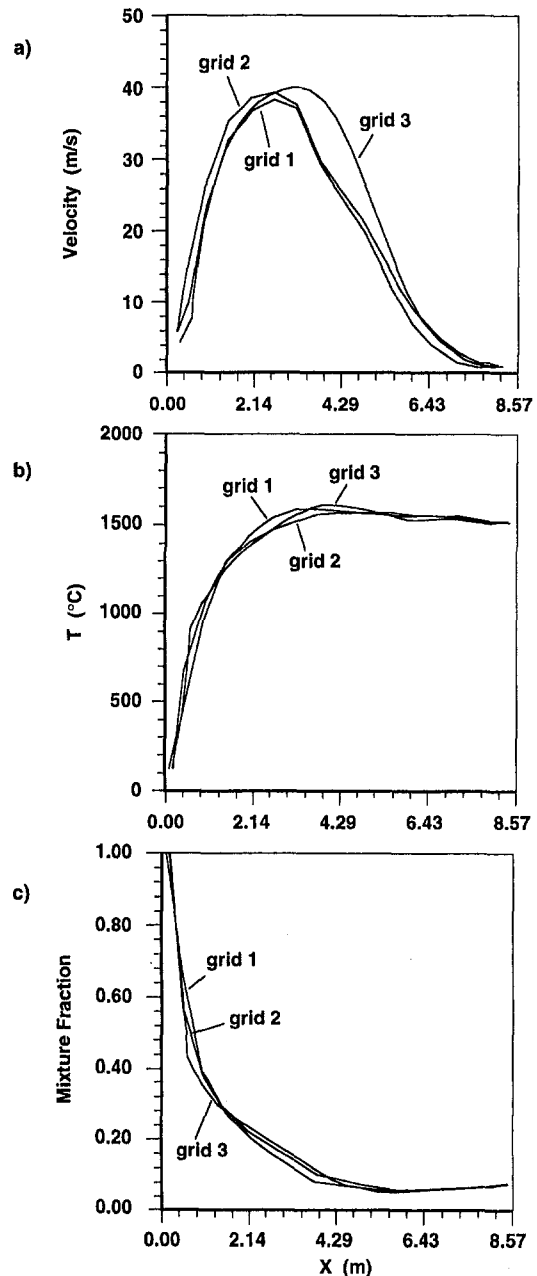 a)
50
40
30
20
10
0
Velocity (m/s)
grid 2
grid 1
grid 3
0.00 2.14 4.29 6.43 8.57
b)
2000
1500
1000
500
0
T (°C)
grid 1
grid 3
grid 2
0.00 2.14 4.29 6.43 8.57
c)
1.00
0.80
0.60
0.40
0.20
0.00
Mixture Fraction
grid 1
grid 2
grid 3
0.00 2.14 4.29 6.43 8.57
X (m)